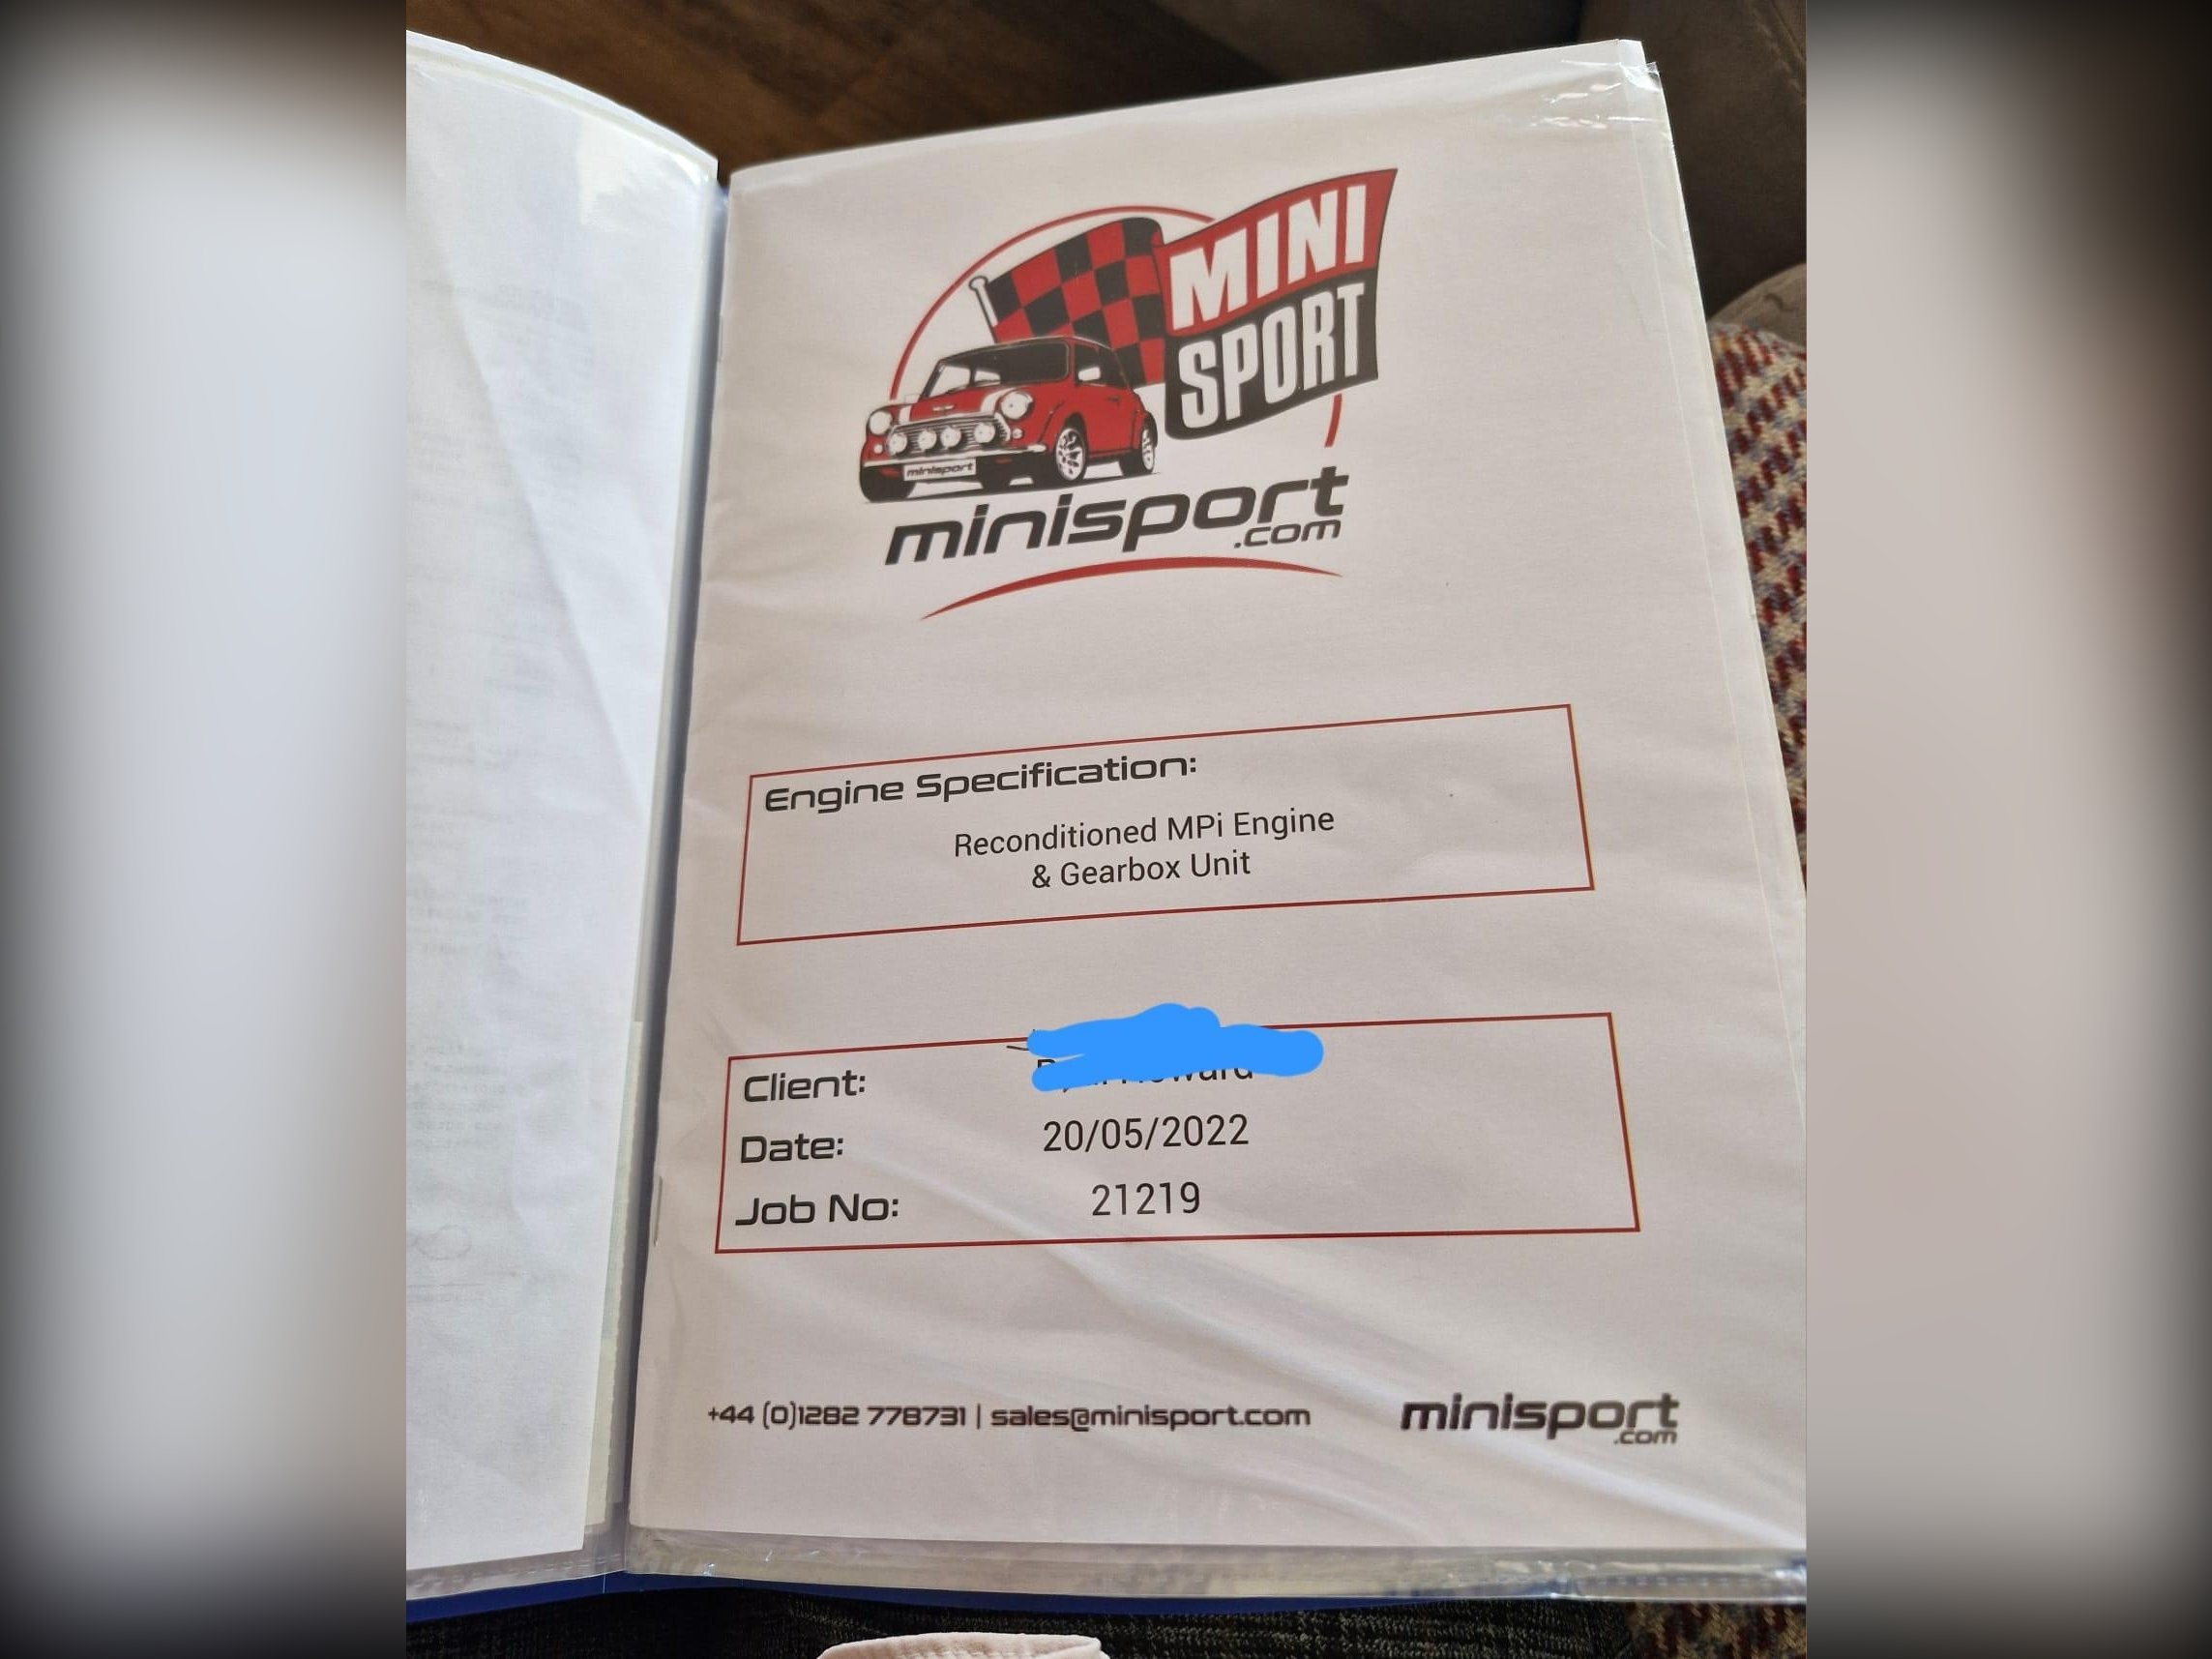 MINI
SPORT
minisport
minisport
.com
Engine Specification:
Reconditioned MPi Engine
& Gearbox Unit
Client:
Date: 20/05/2022
Job No: 21219
+44 (0)1282 778731 | sales@minisport.com
minisport
.com